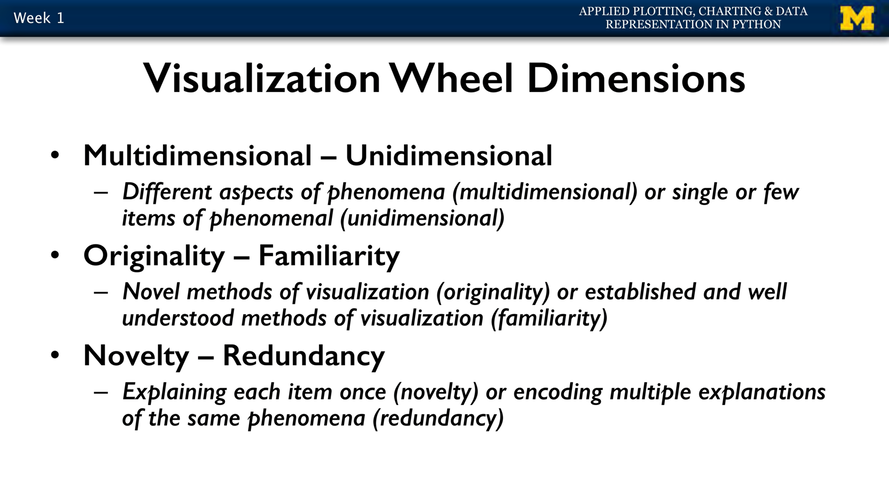 Week 1
APPLIED PLOTTING, CHARTING & DATA
REPRESENTATION IN PYTHON
M
Visualization Wheel Dimensions
• Multidimensional – Unidimensional
– Different aspects of phenomena (multidimensional) or single or few
items of phenomenal (unidimensional)
• Originality – Familiarity
– Novel methods of visualization (originality) or established and well
understood methods of visualization (familiarity)
• Novelty – Redundancy
– Explaining each item once (novelty) or encoding multiple explanations
of the same phenomena (redundancy)